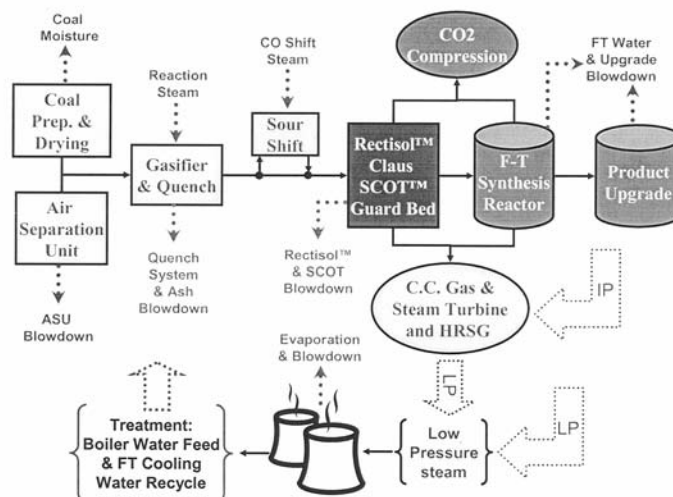 Coal
Moisture
CO Shift
Steam
CO2
Compression
FT Water
& Upgrade
Blowdown
Reaction
Steam
Coal
Prep. &
Drying
Gasifier
& Quench
Sour
Shift
Rectisol™
Claus
SCOT™
Guard Bed
F-T
Synthesis
Reactor
Product
Upgrade
Air
Separation
Unit
Quench
System
& Ash
Blowdown
Rectisol™
& SCOT
Blowdown
C.C. Gas &
Steam Turbine
and HRSG
IP
ASU
Blowdown
Evaporation
& Blowdown
LP
Treatment:
Boiler Water Feed
& FT Cooling
Water Recycle
Low
Pressure
steam
LP